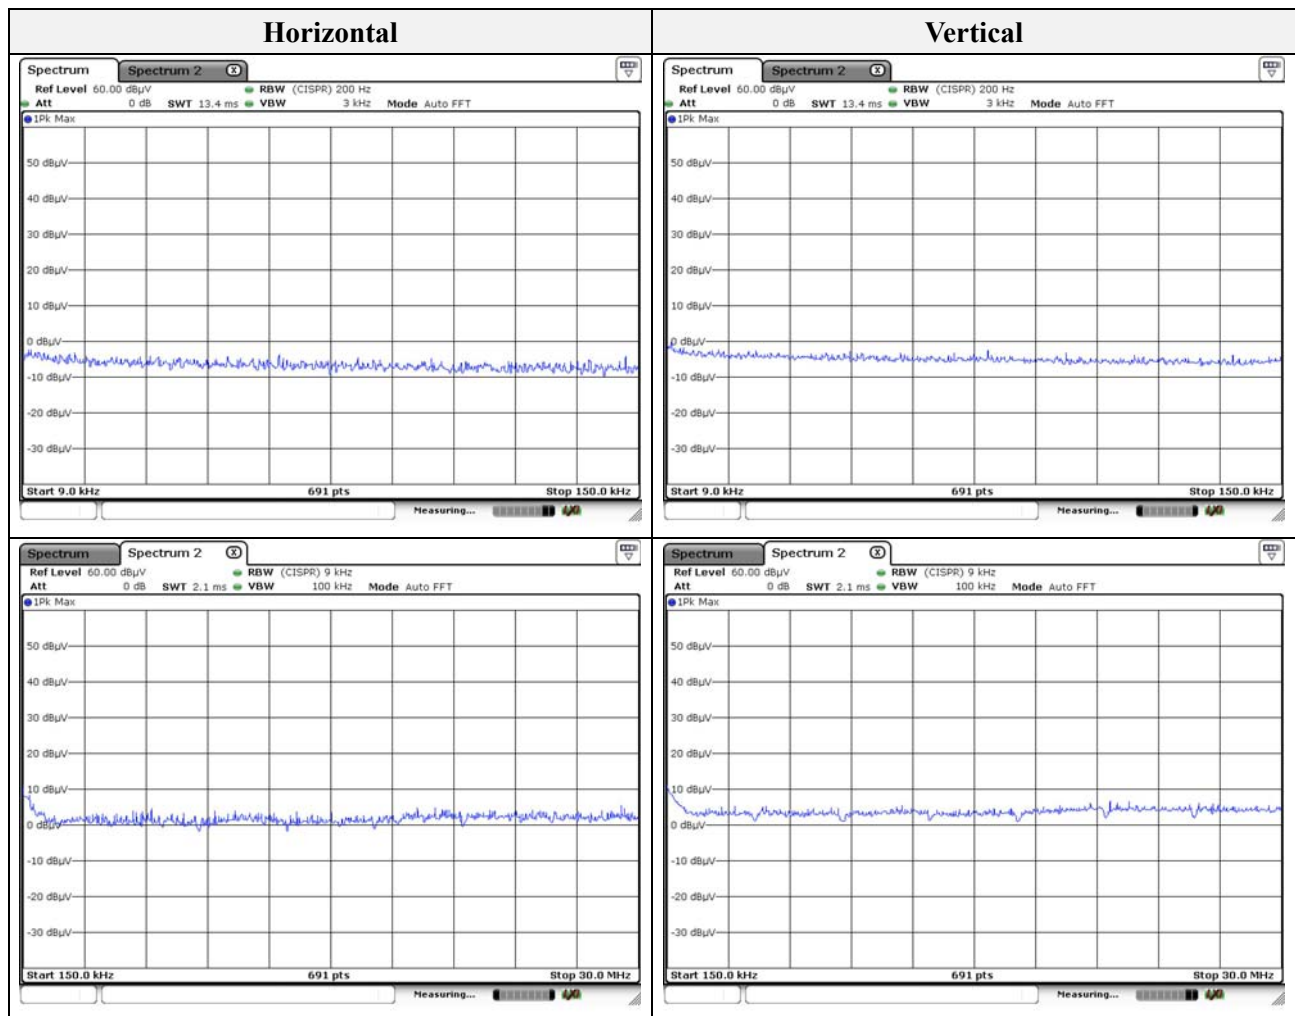 Horizontal
Vertical
Spectrum Spectrum 2 X
Ref Level 60.00 dBµV RBW (CISPR) 200 Hz
Att 0 dB SWT 13.4 ms VBW 3 kHz Mode Auto FFT
1Pk Max
50 dBµV
40 dBµV
30 dBµV
20 dBµV
10 dBµV
0 dBµV
-10 dBµV
-20 dBµV
-30 dBµV
Start 9.0 kHz 691 pts Stop 150.0 kHz
Measuring...
Spectrum Spectrum 2 X
Ref Level 60.00 dBµV RBW (CISPR) 200 Hz
Att 0 dB SWT 13.4 ms VBW 3 kHz Mode Auto FFT
1Pk Max
50 dBµV
40 dBµV
30 dBµV
20 dBµV
10 dBµV
0 dBµV
-10 dBµV
-20 dBµV
-30 dBµV
Start 9.0 kHz 691 pts Stop 150.0 kHz
Measuring...
Spectrum Spectrum 2 X
Ref Level 60.00 dBµV RBW (CISPR) 9 kHz
Att 0 dB SWT 2.1 ms VBW 100 kHz Mode Auto FFT
1Pk Max
50 dBµV
40 dBµV
30 dBµV
20 dBµV
10 dBµV
0 dBµV
-10 dBµV
-20 dBµV
-30 dBµV
Start 150.0 kHz 691 pts Stop 30.0 MHz
Measuring...
Spectrum Spectrum 2 X
Ref Level 60.00 dBµV RBW (CISPR) 9 kHz
Att 0 dB SWT 2.1 ms VBW 100 kHz Mode Auto FFT
1Pk Max
50 dBµV
40 dBµV
30 dBµV
20 dBµV
10 dBµV
0 dBµV
-10 dBµV
-20 dBµV
-30 dBµV
Start 150.0 kHz 691 pts Stop 30.0 MHz
Measuring...